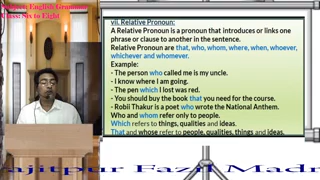 Subject: English Grammar
Class: Six to Eight
vii. Relative Pronoun:
A Relative Pronoun is a pronoun that introduces or links one
phrase or clause to another in the sentence.
Relative Pronoun are that, who, whom, where, when, whoever,
whichever and whomever.
Example:
- The person who called me is my uncle.
- I know where I am going.
- The pen which I lost was red.
- You should buy the book that you need for the course.
- Robii Thakur is a poet who wrote the National Anthem.
Who and whom refer only to people.
Which refers to things, qualities and ideas.
That and whose refer to people, qualities, things and ideas.
ajitpur Fazil Madr